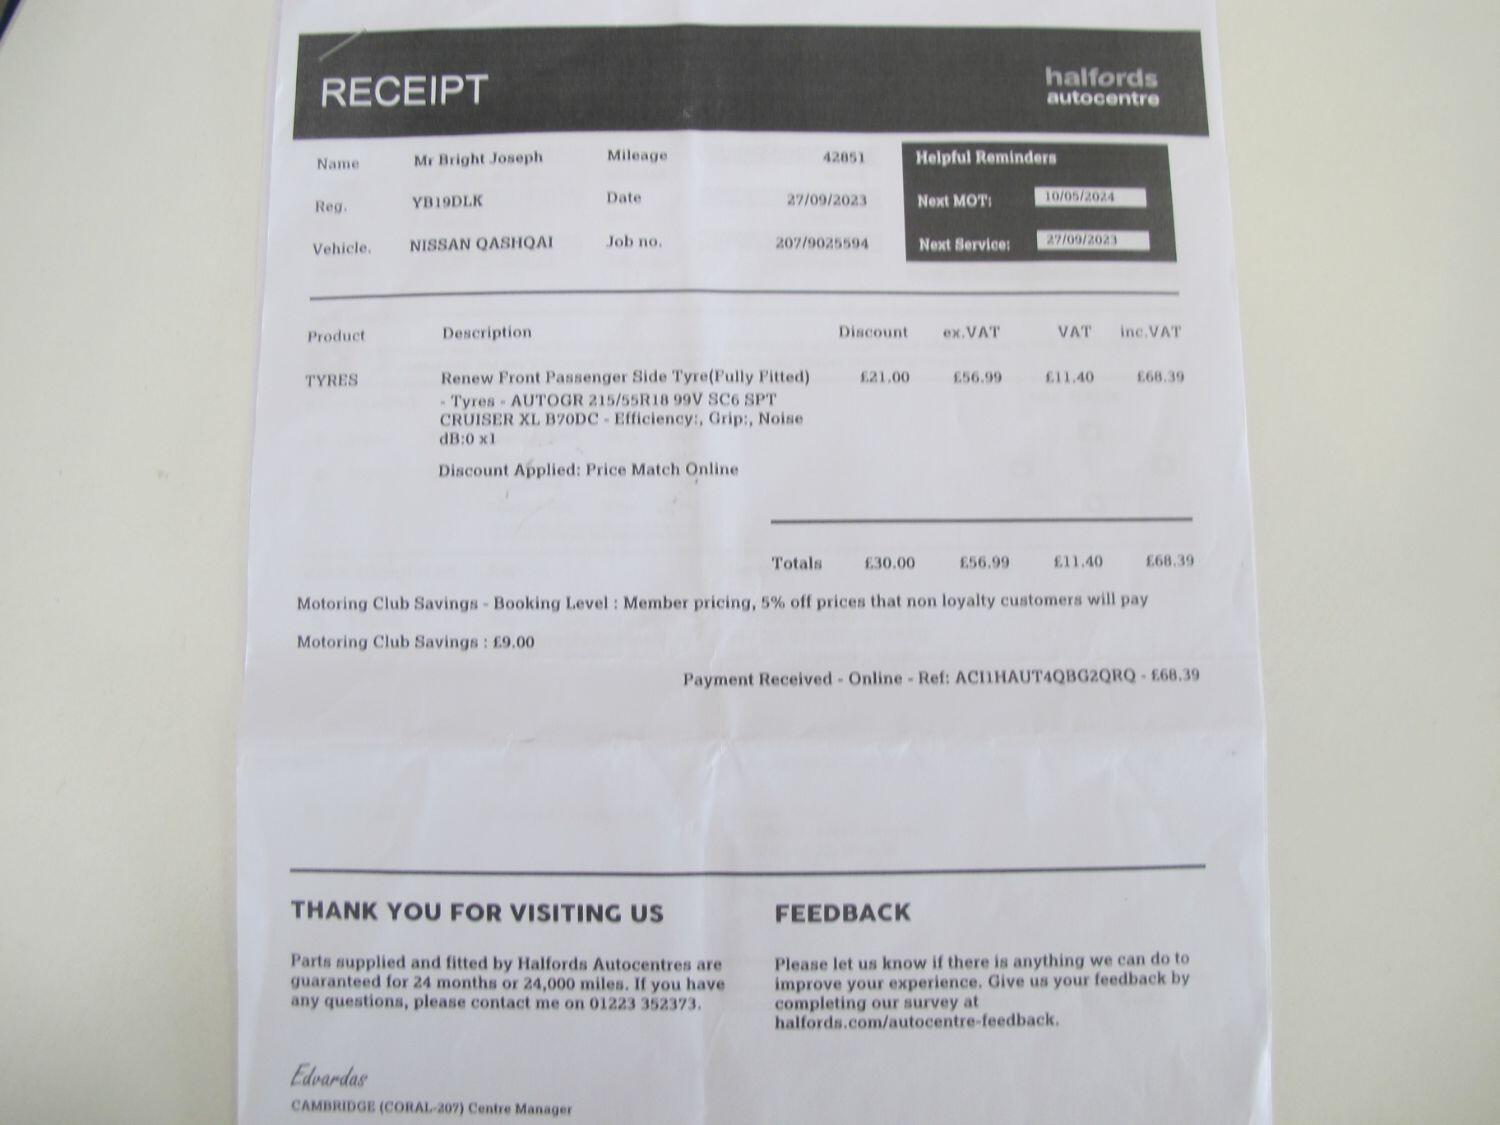 RECEIPT
halfords
autocentre
Name Mr Bright Joseph Mileage 42851
Reg. YB19DLK Date 27/09/2023
Vehicle. NISSAN QASHQAI Job no. 207/9025594
Helpful Reminders
Next MOT: 10/05/2024
Next Service: 27/09/2023
Product Description Discount ex.VAT VAT inc.VAT
TYRES Renew Front Passenger Side Tyre(Fully Fitted) £21.00 £56.99 £11.40 £68.39
- Tyres - AUTOGR 215/55R18 99V SC6 SPT
CRUISER XL B70DC - Efficiency:, Grip:, Noise
dB:0 x1
Discount Applied: Price Match Online
Totals £30.00 £56.99 £11.40 £68.39
Motoring Club Savings - Booking Level : Member pricing, 5% off prices that non loyalty customers will pay
Motoring Club Savings : £9.00
Payment Received - Online - Ref: ACI1HAUT4QBG2QRQ - £68.39
THANK YOU FOR VISITING US
Parts supplied and fitted by Halfords Autocentres are
guaranteed for 24 months or 24,000 miles. If you have
any questions, please contact me on 01223 352373.
FEEDBACK
Please let us know if there is anything we can do to
improve your experience. Give us your feedback by
completing our survey at
halfords.com/autocentre-feedback.
Edvardas
CAMBRIDGE (CORAL-207) Centre Manager